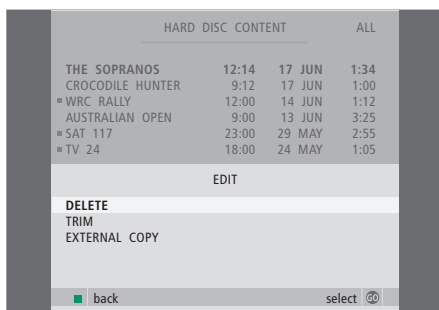 HARD DISC CONTENT ALL
THE SOPRANOS 12:14 17 JUN 1:34
CROCODILE HUNTER 9:12 17 JUN 1:00
WRC RALLY 12:00 14 JUN 1:12
AUSTRALIAN OPEN 9:00 13 JUN 3:25
SAT 117 23:00 29 MAY 2:55
TV 24 18:00 24 MAY 1:05
EDIT
DELETE
TRIM
EXTERNAL COPY
back select GO